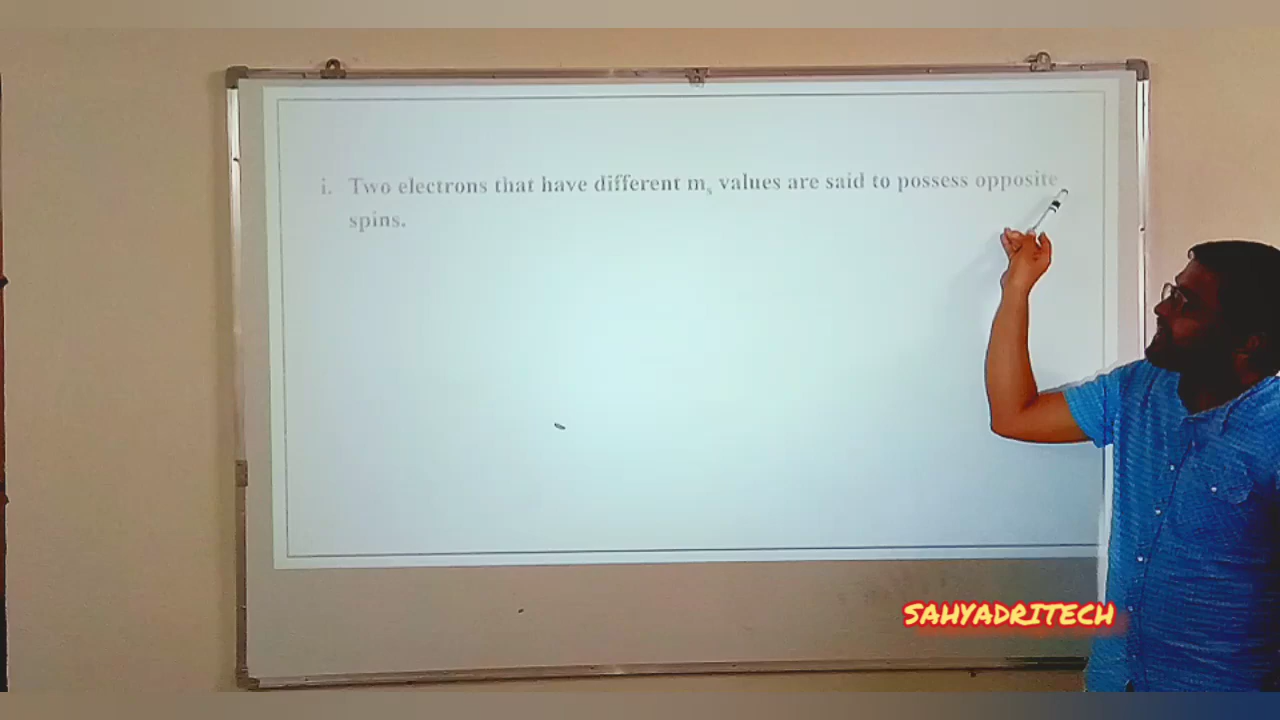 i. Two electrons that have different mₛ values are said to possess opposite
spins.
SAHYADRITECH